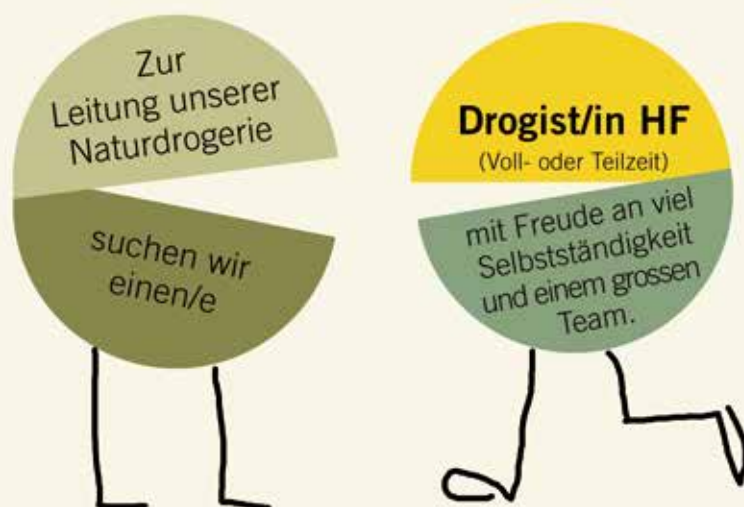 Zur
Leitung unserer
Naturdrogerie
suchen wir
einen/e
Drogist/in HF
(Voll- oder Teilzeit)
mit Freude an viel
Selbstständigkeit
und einem grossen
Team.